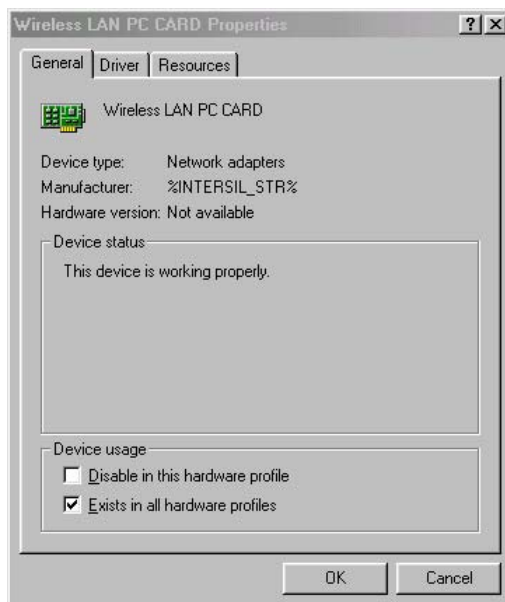 Wireless LAN PC CARD Properties
General Driver Resources
Wireless LAN PC CARD
Device type: Network adapters
Manufacturer: %INTERSIL_STR%
Hardware version: Not available
Device status
This device is working properly.
Device usage
Disable in this hardware profile
Exists in all hardware profiles
OK Cancel